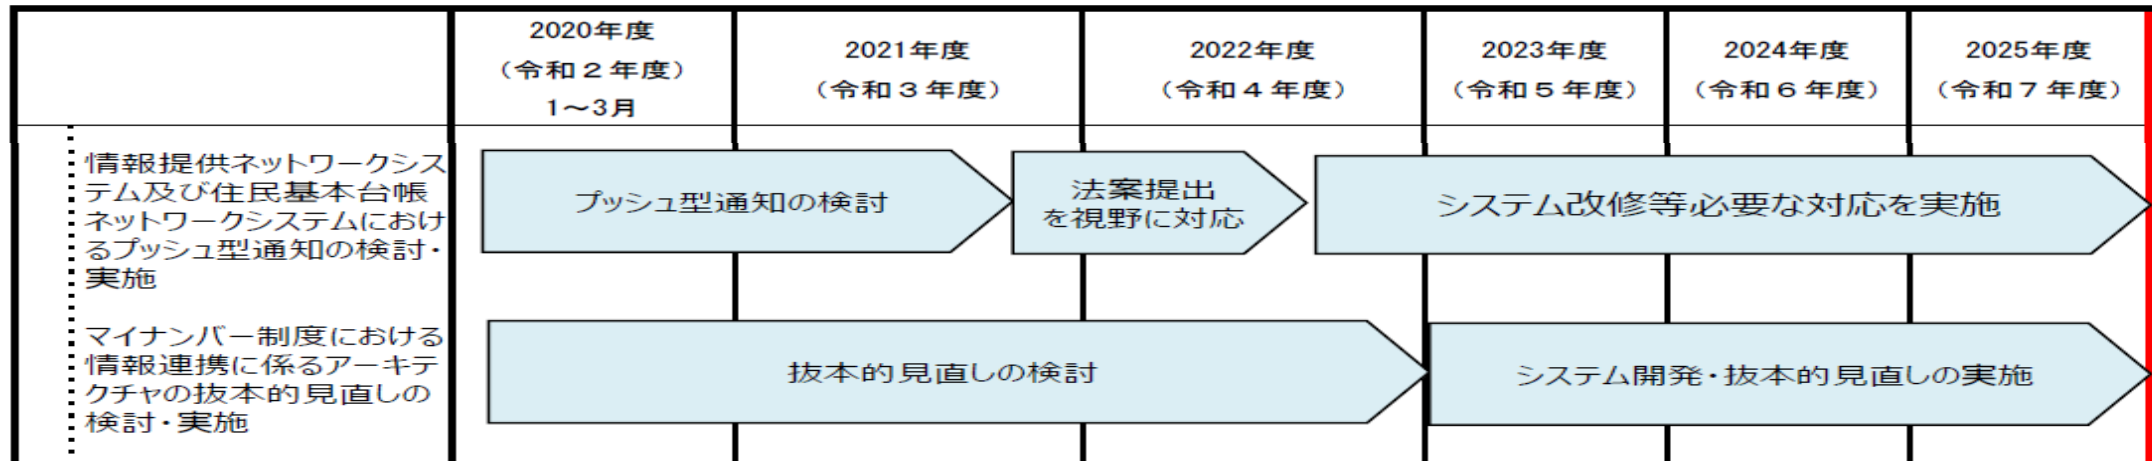 2020年度
（令和２年度）
1～3月
2021年度
（令和３年度）
2022年度
（令和４年度）
2023年度
（令和５年度）
2024年度
（令和６年度）
2025年度
（令和７年度）
情報提供ネットワークシス
テム及び住民基本台帳
ネットワークシステムにおけ
るプッシュ型通知の検討・
実施
プッシュ型通知の検討
法案提出
を視野に対応
システム改修等必要な対応を実施
マイナンバー制度における
情報連携に係るアーキテ
クチャの抜本的見直しの
検討・実施
抜本的見直しの検討
システム開発・抜本的見直しの実施